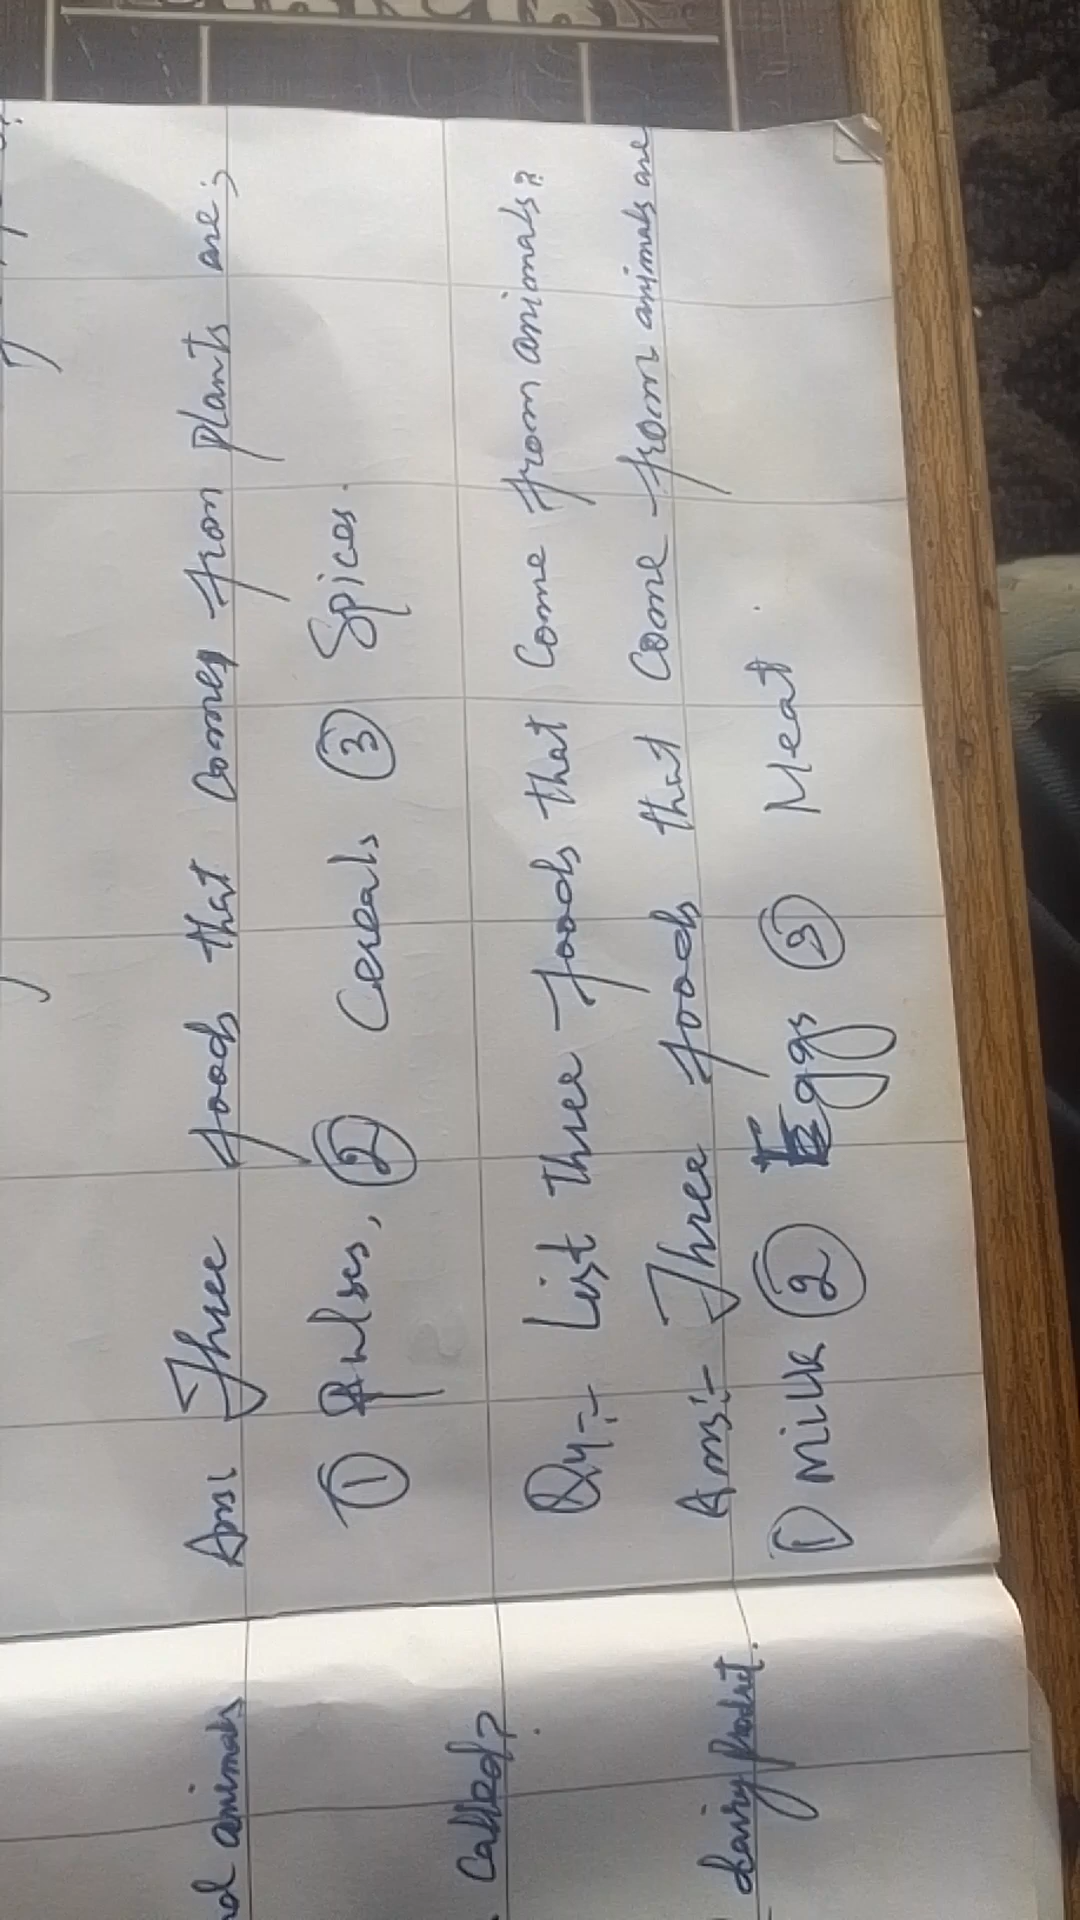 Ans: Three foods that comes from plants are;
① Pulses, ② Cereals ③ Spices.
Q4:- List three foods that come from animals?
Ans:- Three foods that come from animals are
① Milk ② Eggs ③ Meat.
nd animals
called?
dairy product.